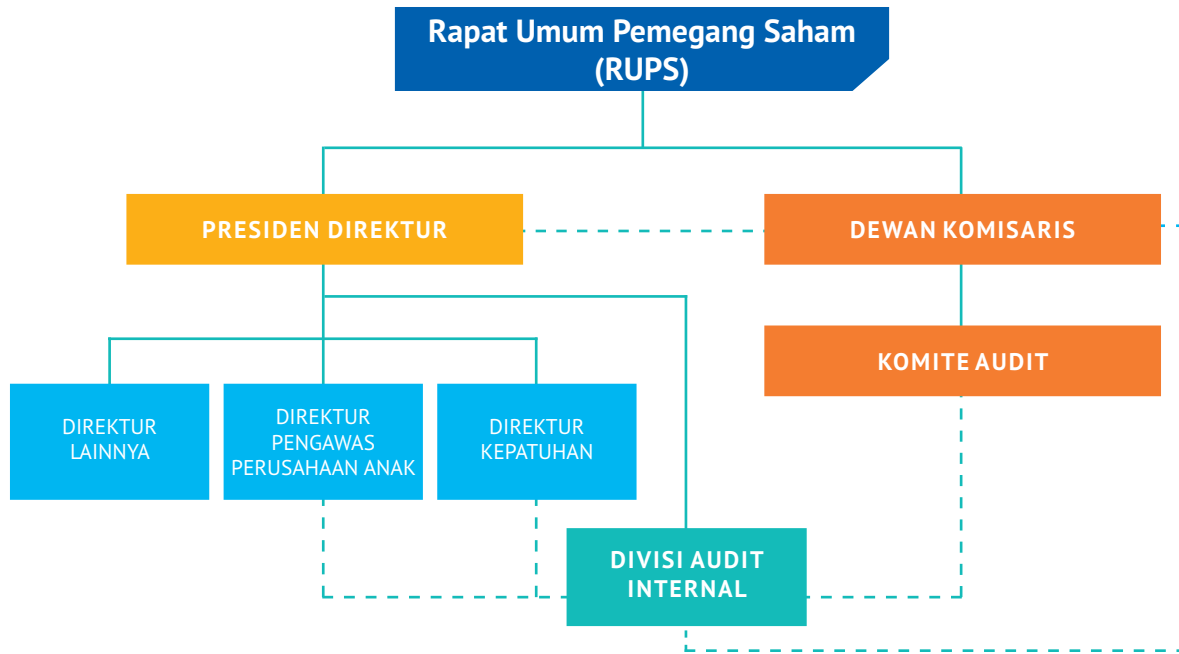 Rapat Umum Pemegang Saham
(RUPS)
PRESIDEN DIREKTUR
DEWAN KOMISARIS
KOMITE AUDIT
DIREKTUR
LAINNYA
DIREKTUR
PENGAWAS
PERUSAHAAN ANAK
DIREKTUR
KEPATUHAN
DIVISI AUDIT
INTERNAL